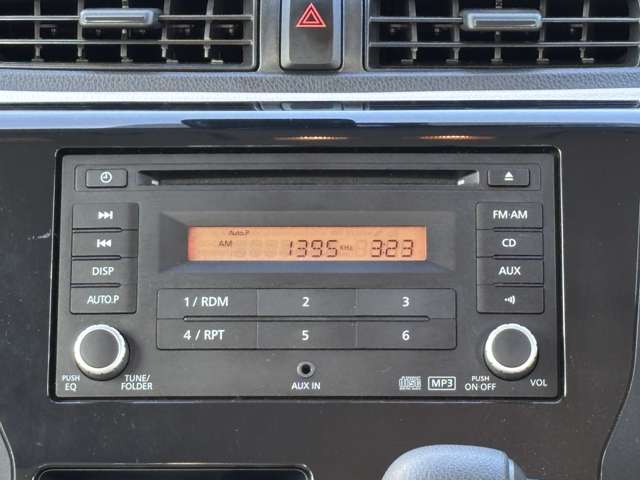 FM·AM
Auto.P
AM 1395 KHz 3:23
CD
DISP
AUX
AUTO.P
1 / RDM 2 3
4 / RPT 5 6
PUSH EQ
TUNE/
FOLDER
AUX IN
MP3
PUSH
ON OFF
VOL